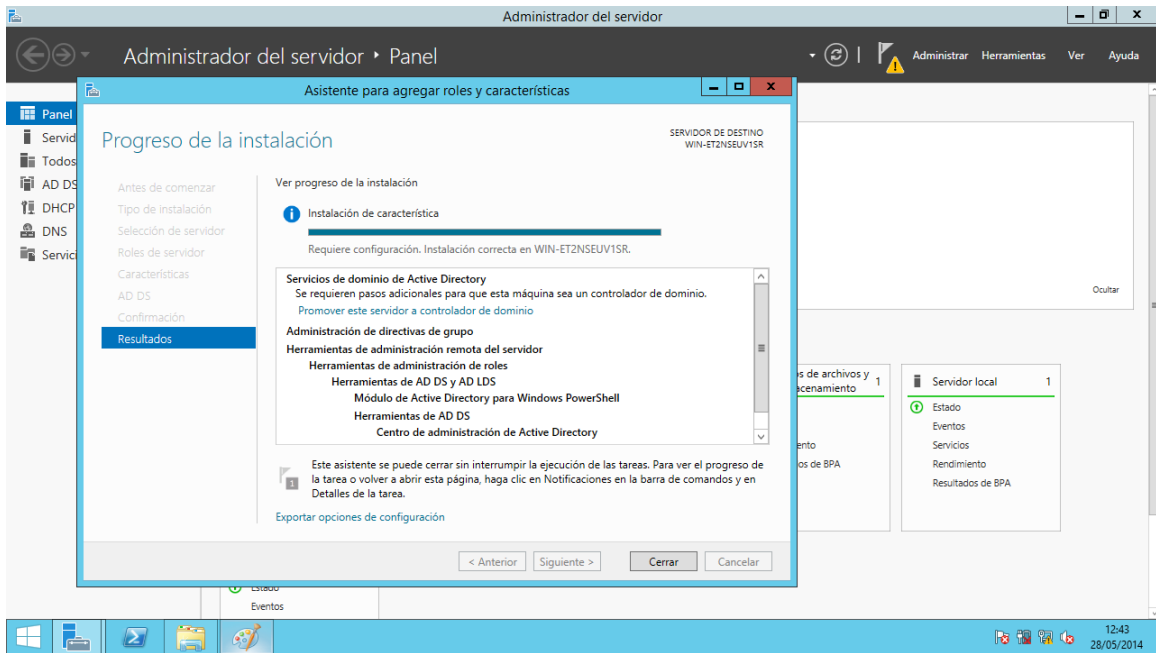 Administrador del servidor
Administrador del servidor • Panel
Administrar Herramientas Ver Ayuda
Asistente para agregar roles y características
Panel
Servid
Todos
AD DS
DHCP
DNS
Servici
Progreso de la instalación
SERVIDOR DE DESTINO
WIN-ET2NSEUV1SR
Antes de comenzar
Tipo de instalación
Selección de servidor
Roles de servidor
Características
AD DS
Confirmación
Resultados
Ver progreso de la instalación
Instalación de característica
Requiere configuración. Instalación correcta en WIN-ET2NSEUV1SR.
Servicios de dominio de Active Directory
Se requieren pasos adicionales para que esta máquina sea un controlador de dominio.
Promover este servidor a controlador de dominio
Administración de directivas de grupo
Herramientas de administración remota del servidor
Herramientas de administración de roles
Herramientas de AD DS y AD LDS
Módulo de Active Directory para Windows PowerShell
Herramientas de AD DS
Centro de administración de Active Directory
1
Este asistente se puede cerrar sin interrumpir la ejecución de las tareas. Para ver el progreso de
la tarea o volver a abrir esta página, haga clic en Notificaciones en la barra de comandos y en
Detalles de la tarea.
Exportar opciones de configuración
< Anterior
Siguiente >
Cerrar
Cancelar
Ocultar
s de archivos y
acenamiento
1
ento
os de BPA
Servidor local 1
Estado
Eventos
Servicios
Rendimiento
Resultados de BPA
Estado
Eventos
12:43
28/05/2014